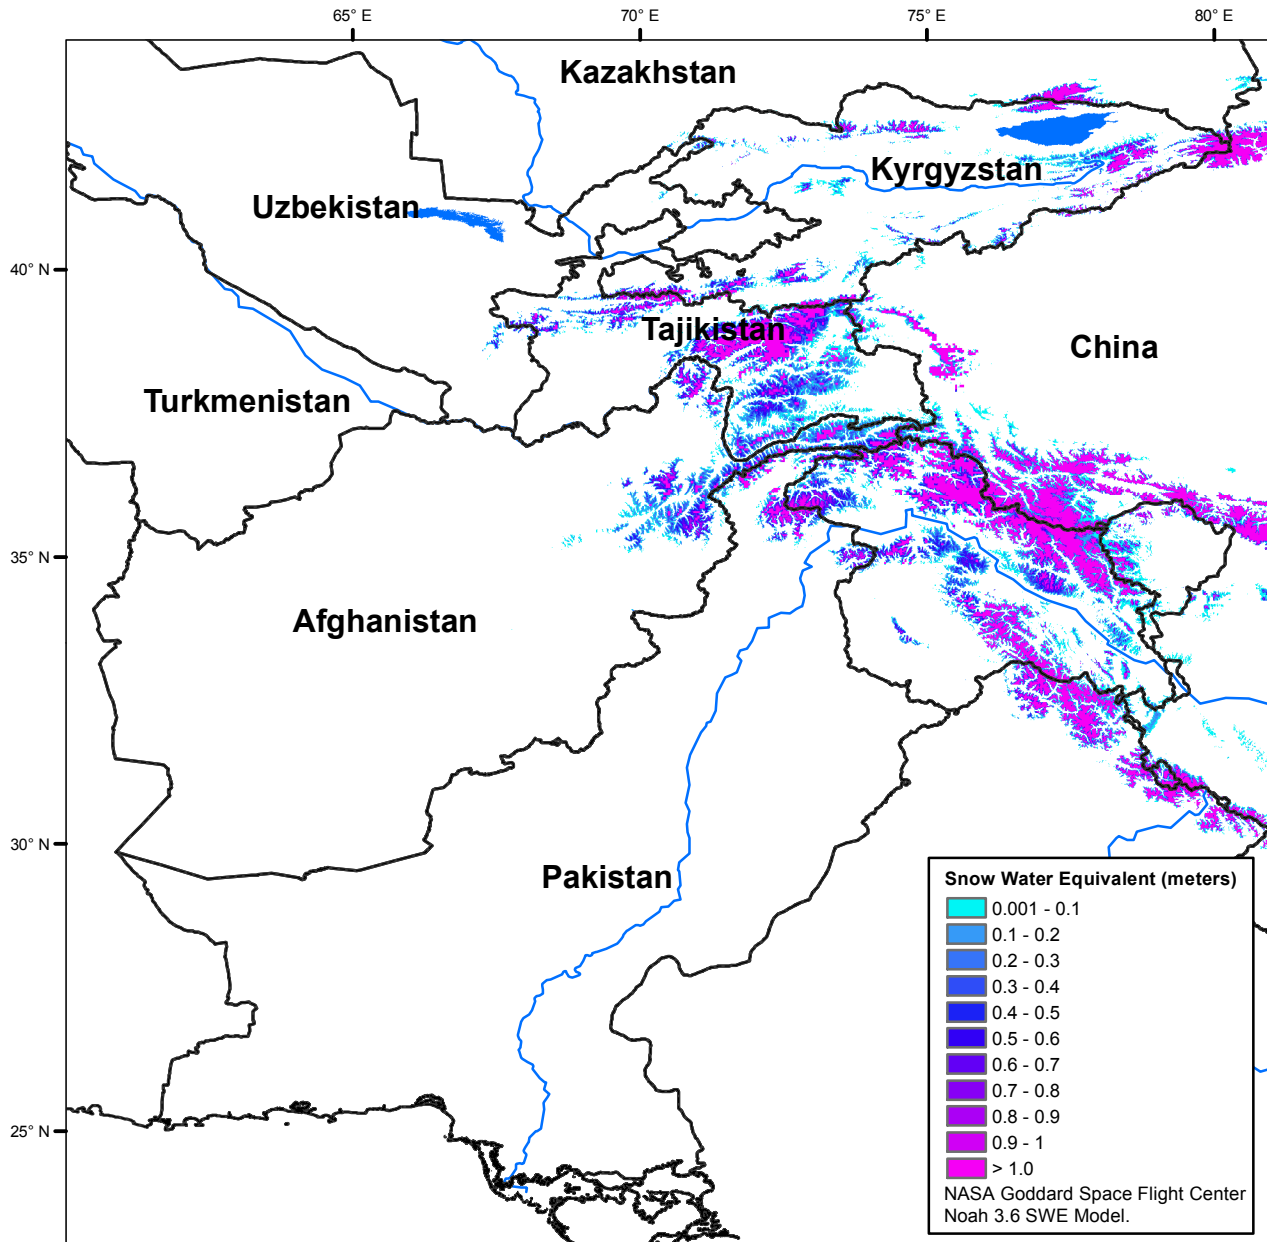 65° E
70° E
75° E
80° E
Kazakhstan
Kyrgyzstan
Uzbekistan
40° N
Tajikistan
China
Turkmenistan
35° N
Afghanistan
30° N
Pakistan
25° N
Snow Water Equivalent (meters)
0.001 - 0.1
0.1 - 0.2
0.2 - 0.3
0.3 - 0.4
0.4 - 0.5
0.5 - 0.6
0.6 - 0.7
0.7 - 0.8
0.8 - 0.9
0.9 - 1
> 1.0
NASA Goddard Space Flight Center
Noah 3.6 SWE Model.